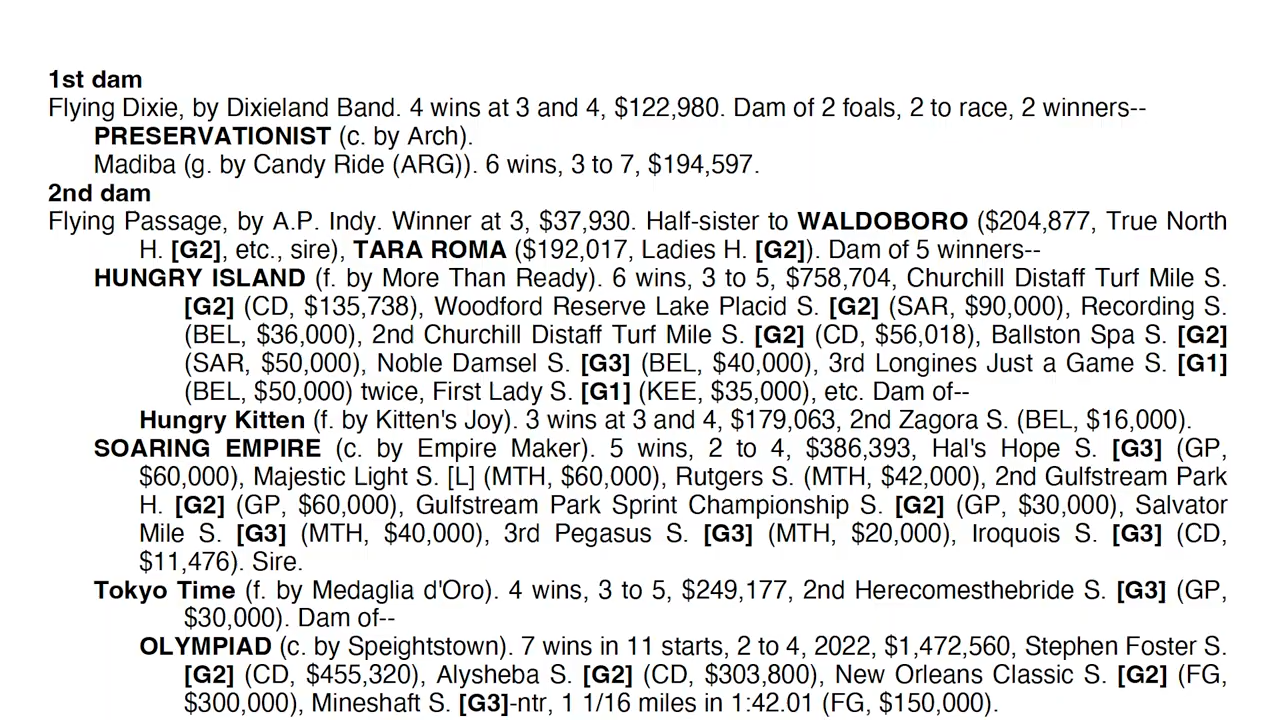 1st dam
Flying Dixie, by Dixieland Band. 4 wins at 3 and 4, $122,980. Dam of 2 foals, 2 to race, 2 winners--
PRESERVATIONIST (c. by Arch).
Madiba (g. by Candy Ride (ARG)). 6 wins, 3 to 7, $194,597.
2nd dam
Flying Passage, by A.P. Indy. Winner at 3, $37,930. Half-sister to WALDOBORO ($204,877, True North
H. [G2], etc., sire), TARA ROMA ($192,017, Ladies H. [G2]). Dam of 5 winners--
HUNGRY ISLAND (f. by More Than Ready). 6 wins, 3 to 5, $758,704, Churchill Distaff Turf Mile S.
[G2] (CD, $135,738), Woodford Reserve Lake Placid S. [G2] (SAR, $90,000), Recording S.
(BEL, $36,000), 2nd Churchill Distaff Turf Mile S. [G2] (CD, $56,018), Ballston Spa S. [G2]
(SAR, $50,000), Noble Damsel S. [G3] (BEL, $40,000), 3rd Longines Just a Game S. [G1]
(BEL, $50,000) twice, First Lady S. [G1] (KEE, $35,000), etc. Dam of--
Hungry Kitten (f. by Kitten's Joy). 3 wins at 3 and 4, $179,063, 2nd Zagora S. (BEL, $16,000).
SOARING EMPIRE (c. by Empire Maker). 5 wins, 2 to 4, $386,393, Hal's Hope S. [G3] (GP,
$60,000), Majestic Light S. [L] (MTH, $60,000), Rutgers S. (MTH, $42,000), 2nd Gulfstream Park
H. [G2] (GP, $60,000), Gulfstream Park Sprint Championship S. [G2] (GP, $30,000), Salvator
Mile S. [G3] (MTH, $40,000), 3rd Pegasus S. [G3] (MTH, $20,000), Iroquois S. [G3] (CD,
$11,476). Sire.
Tokyo Time (f. by Medaglia d'Oro). 4 wins, 3 to 5, $249,177, 2nd Herecomesthebride S. [G3] (GP,
$30,000). Dam of--
OLYMPIAD (c. by Speightstown). 7 wins in 11 starts, 2 to 4, 2022, $1,472,560, Stephen Foster S.
[G2] (CD, $455,320), Alysheba S. [G2] (CD, $303,800), New Orleans Classic S. [G2] (FG,
$300,000), Mineshaft S. [G3]-ntr, 1 1/16 miles in 1:42.01 (FG, $150,000).